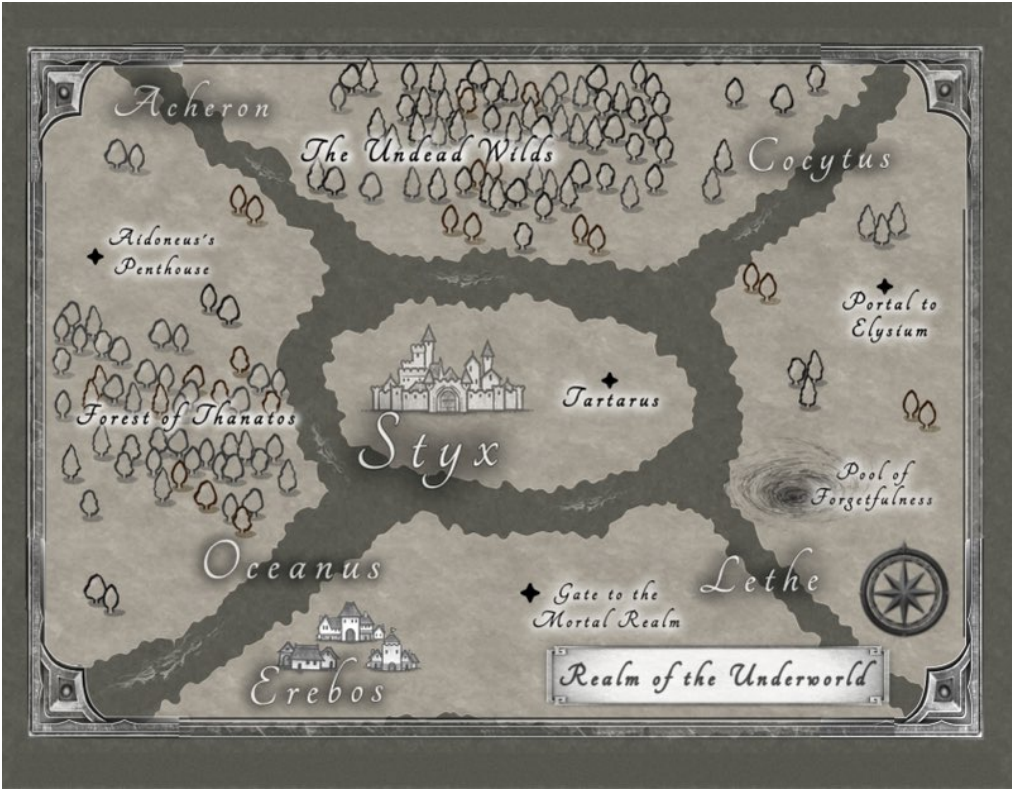 Acheron
The Undead Wilds
Cocytus
Aidoneus's
Penthouse
Portal to
Elysium
Tartarus
Forest of Thanatos
Styx
Pool of
Forgetfulness
Oceanus
Lethe
Gate to the
Mortal Realm
Erebos
Realm of the Underworld